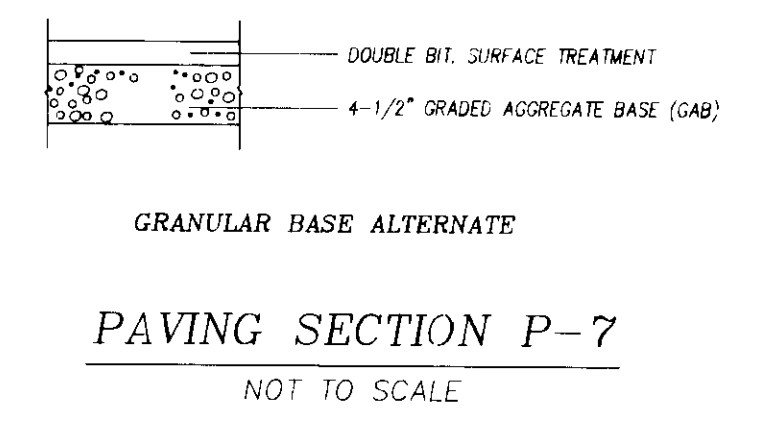 DOUBLE BIT. SURFACE TREATMENT
4-1/2" GRADED AGGREGATE BASE (GAB)
GRANULAR BASE ALTERNATE
PAVING SECTION P-7
NOT TO SCALE